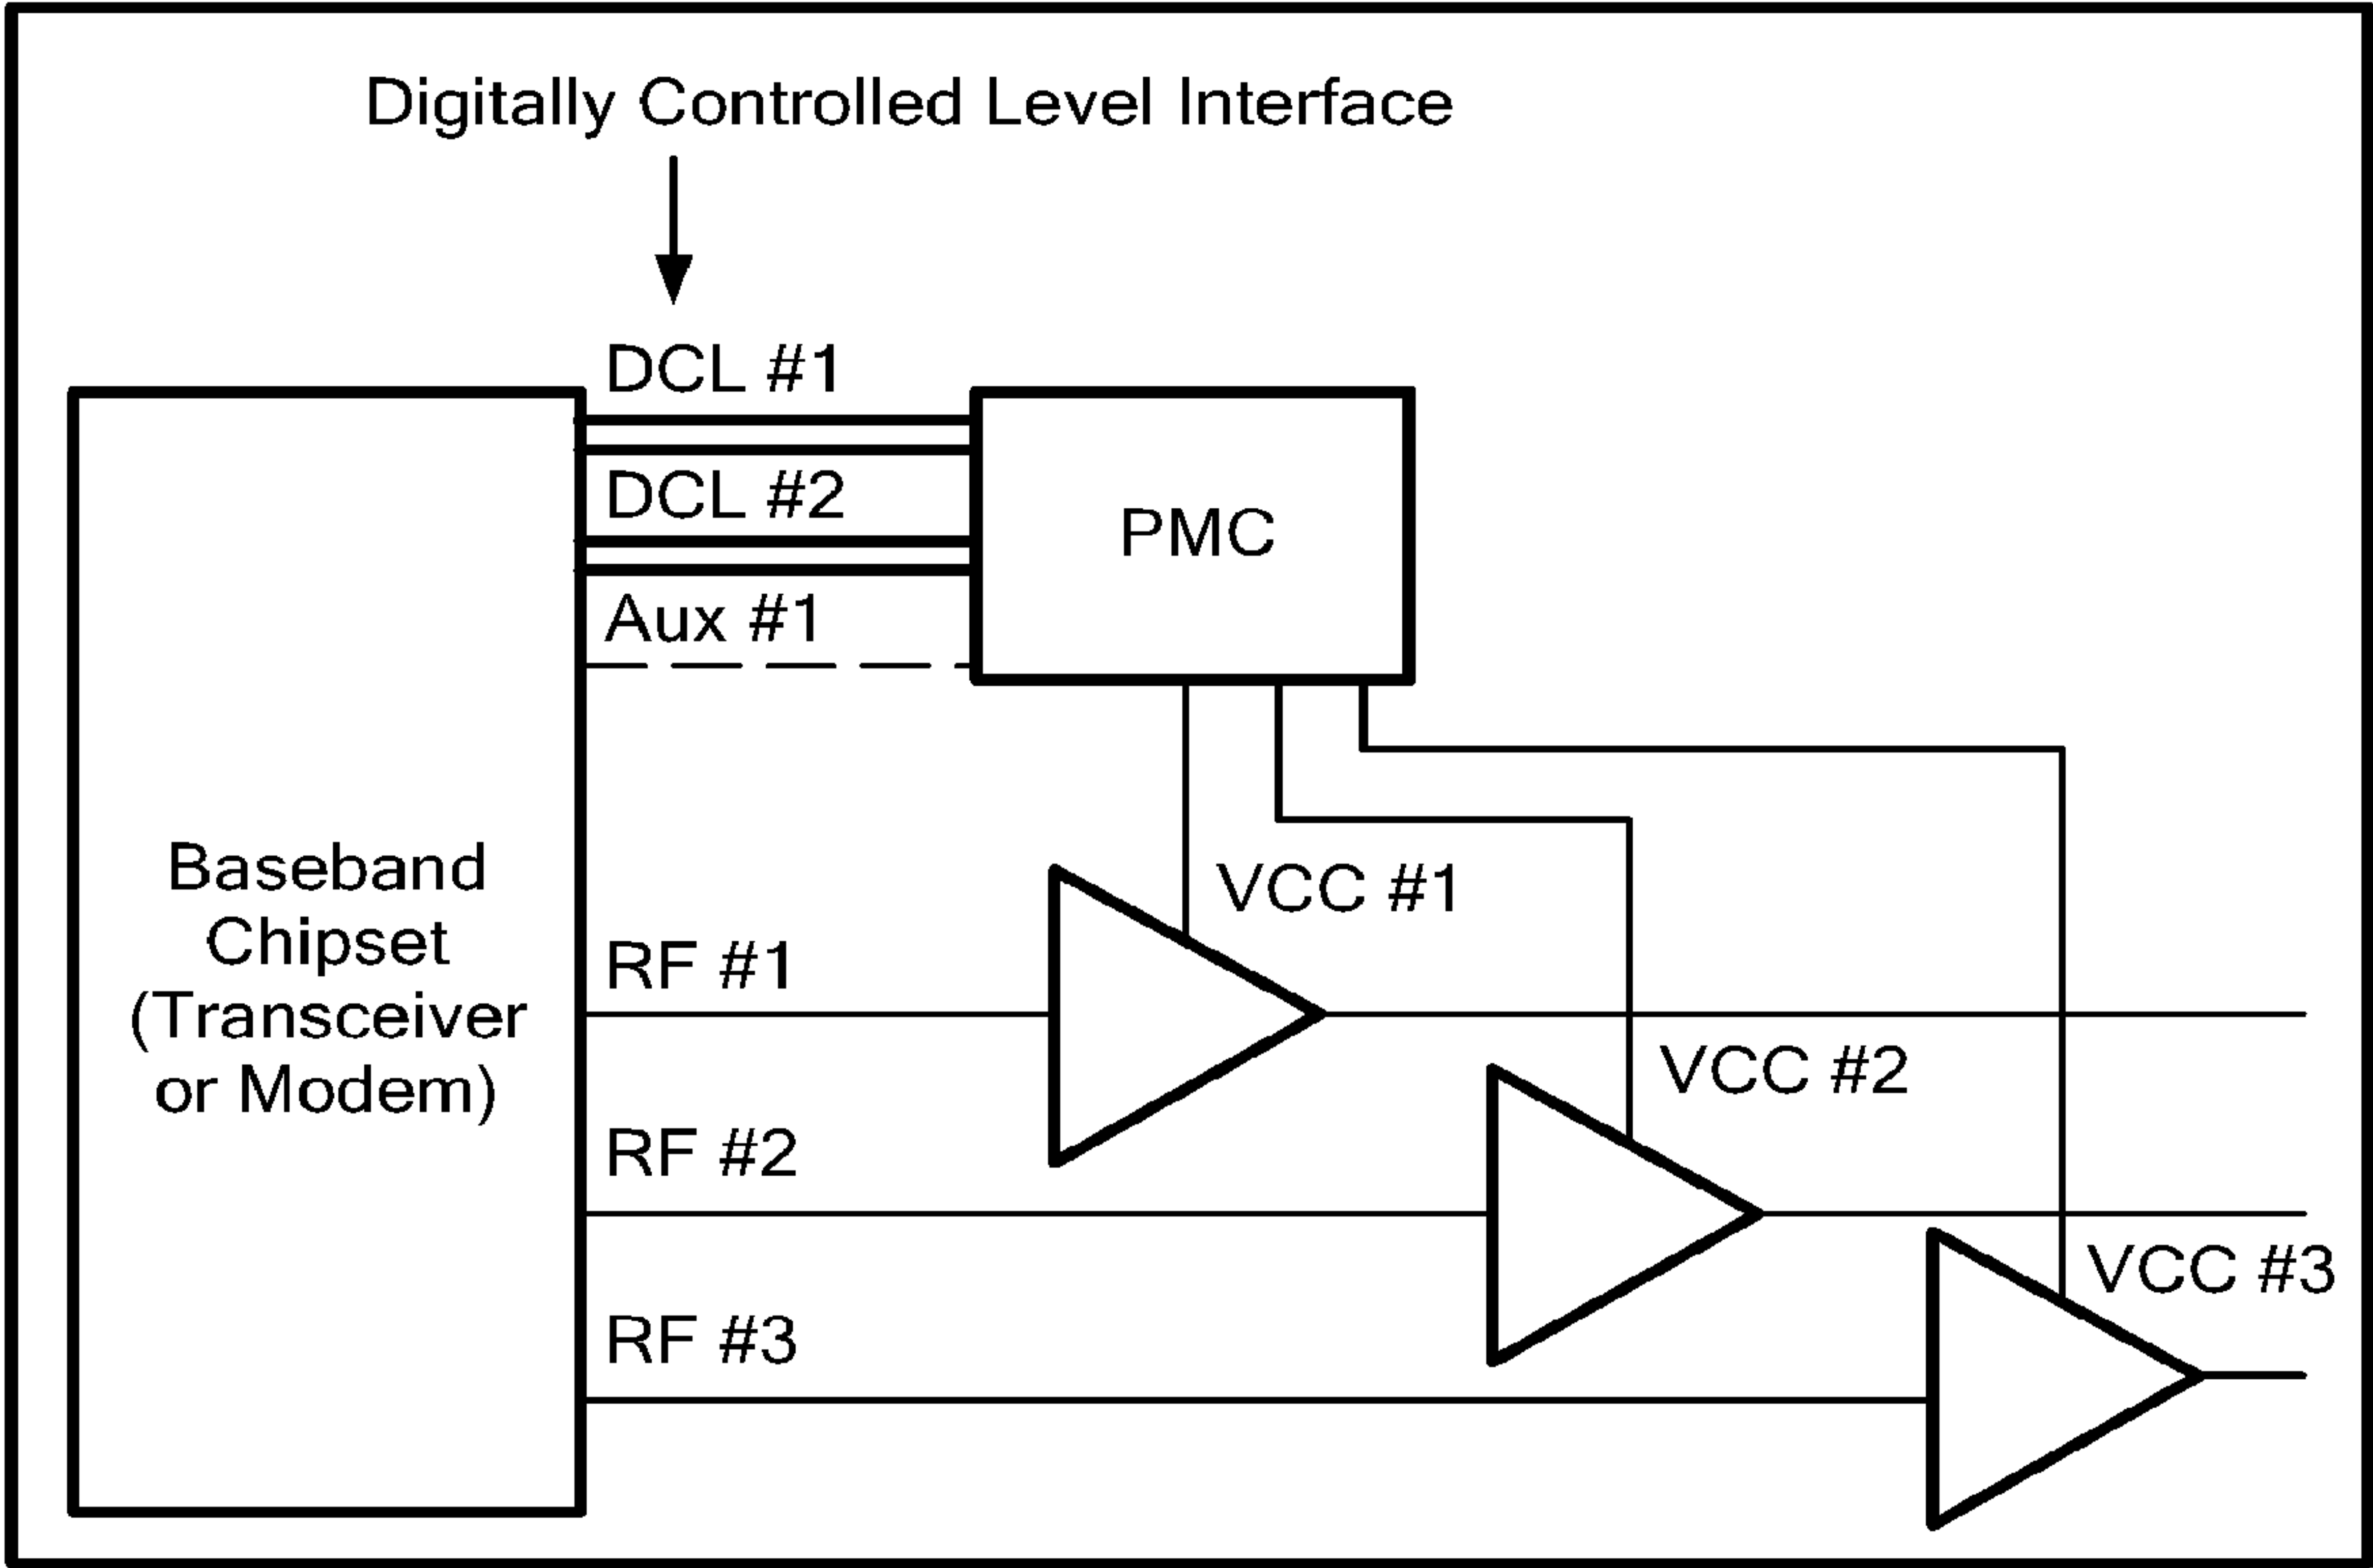 Digitally Controlled Level Interface
DCL #1
DCL #2
Aux #1
PMC
Baseband
Chipset
(Transceiver
or Modem)
VCC #1
RF #1
VCC #2
RF #2
VCC #3
RF #3